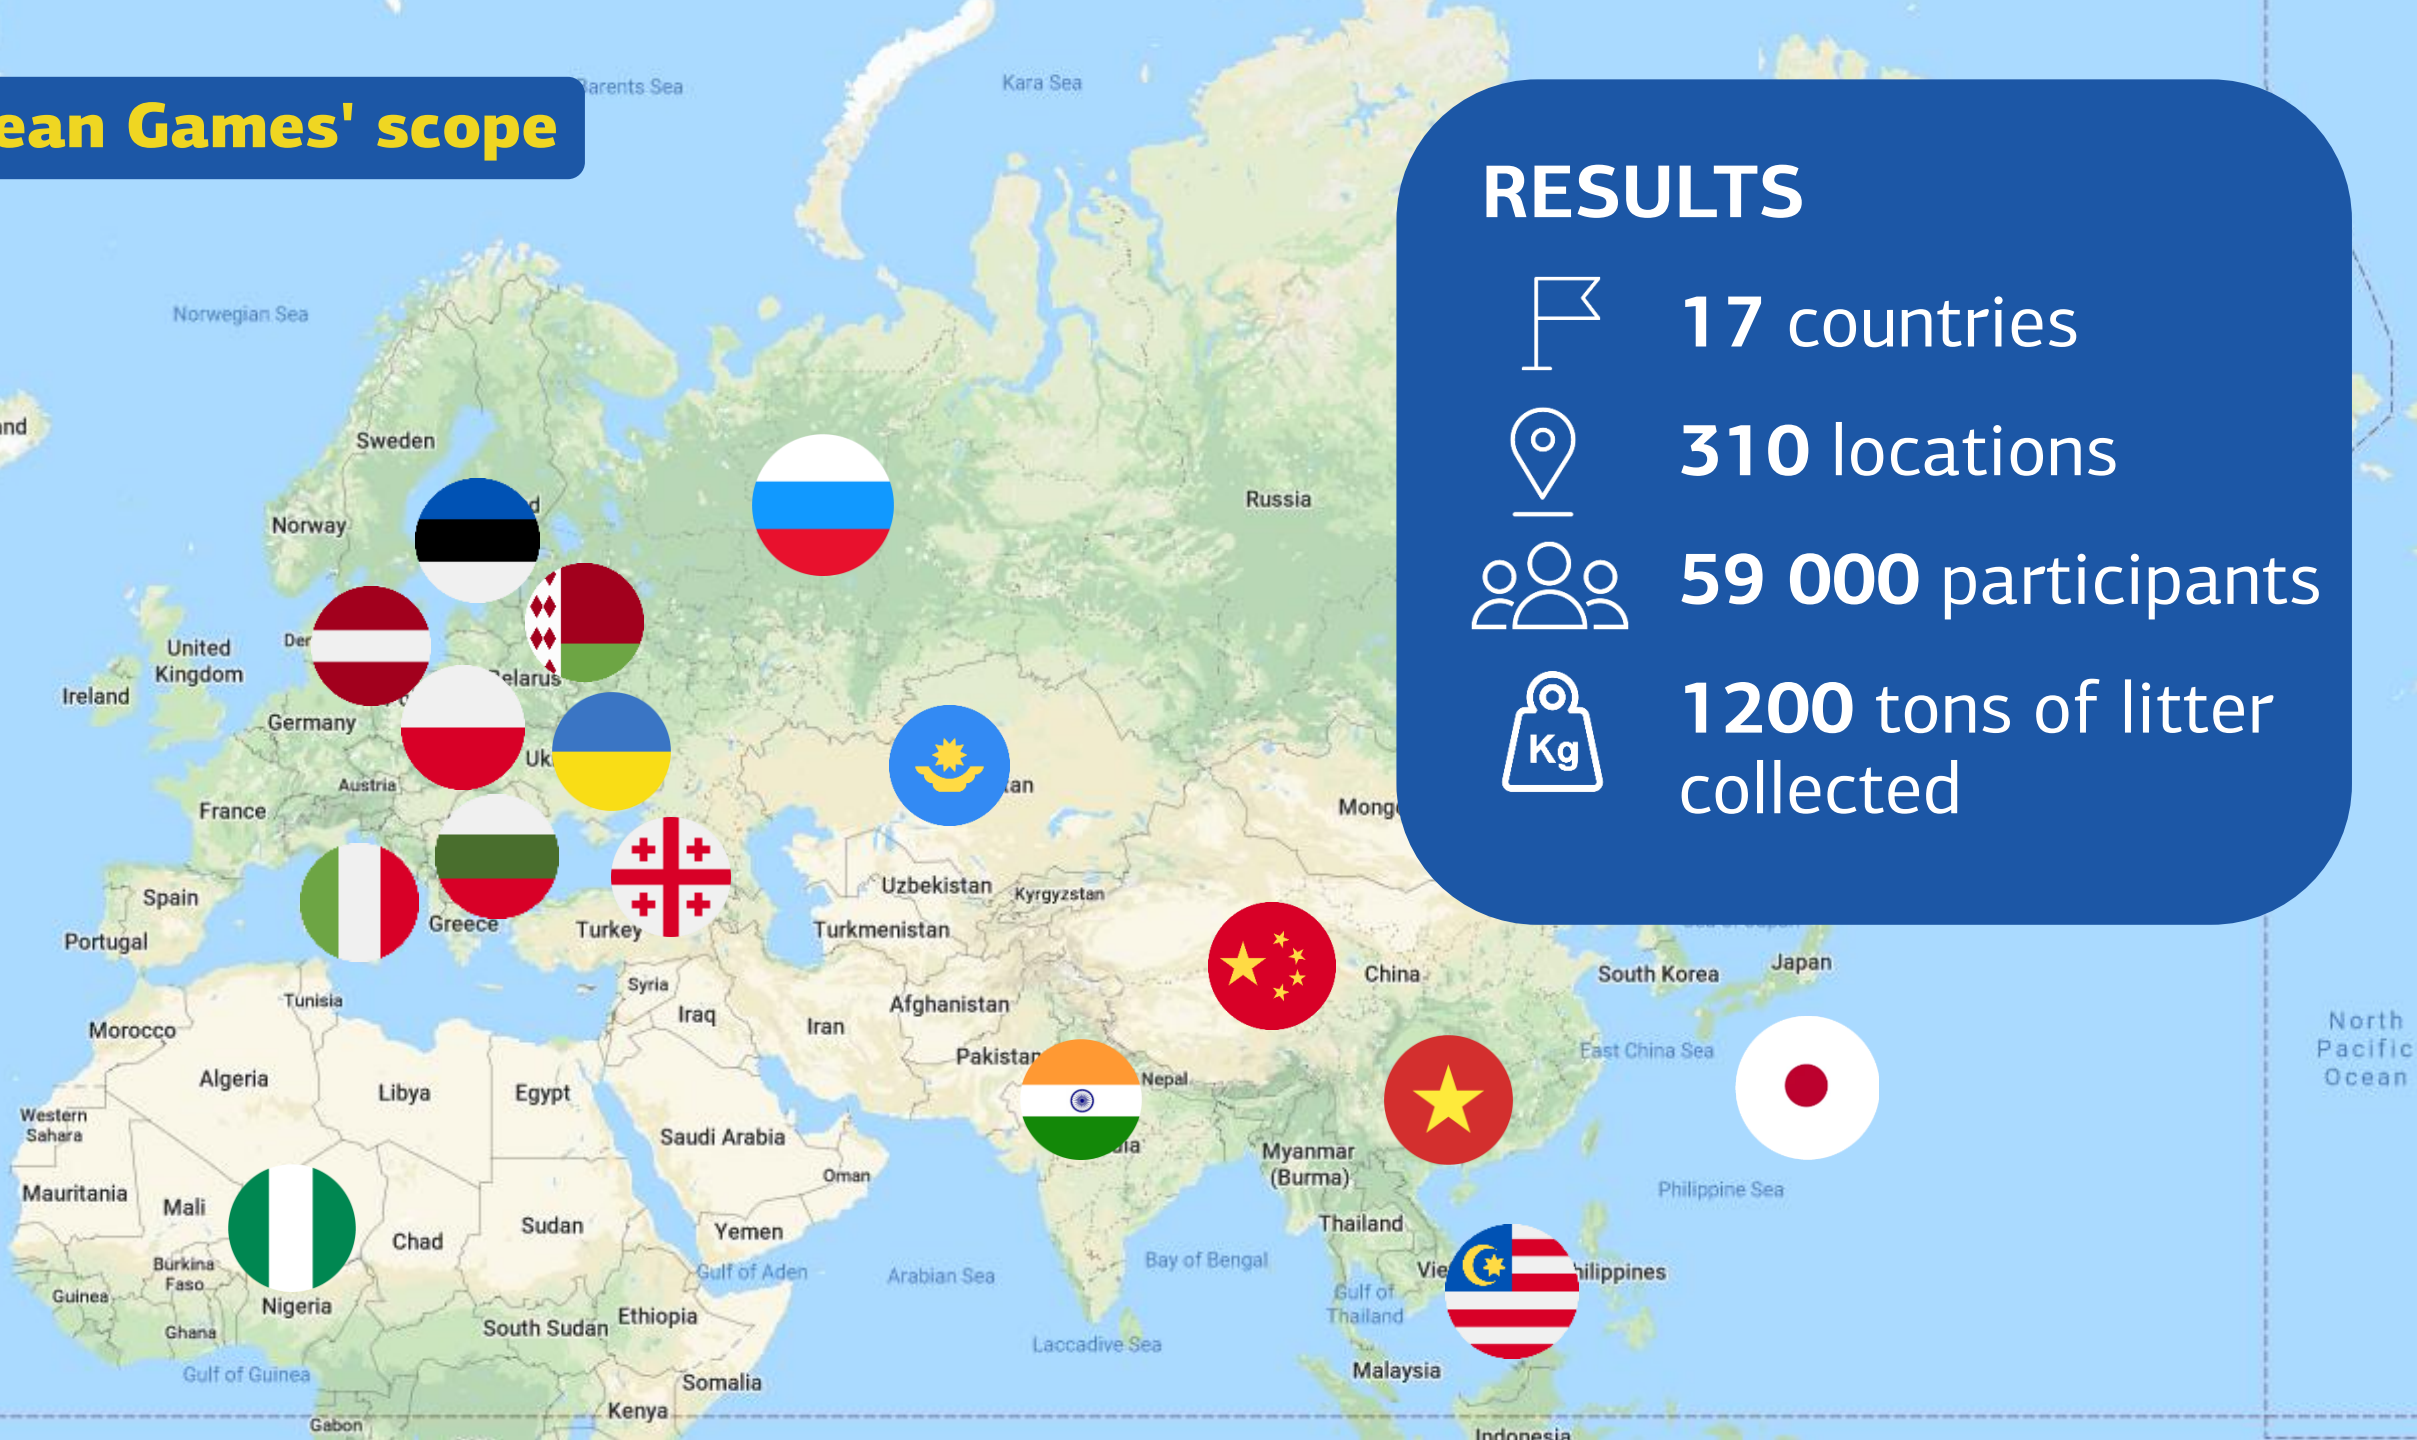 ean Games' scope
RESULTS
17 countries
310 locations
59 000 participants
1200 tons of litter
collected
Kg
Barents Sea
Kara Sea
Norwegian Sea
Sweden
Norway
Russia
United
Kingdom
Ireland
Belarus
Germany
Austria
France
Spain
Portugal
Greece
Turkey
Uzbekistan
Kyrgyzstan
Turkmenistan
China
South Korea
Japan
Syria
Tunisia
Iraq
Iran
Afghanistan
Morocco
Pakistan
Nepal
East China Sea
North
Pacific
Ocean
Algeria
Libya
Egypt
Western
Sahara
Saudi Arabia
Oman
Myanmar
(Burma)
Philippine Sea
Mauritania
Mali
Chad
Sudan
Yemen
Thailand
Burkina
Faso
Gulf of Aden
Arabian Sea
Bay of Bengal
Gulf of
Thailand
Philippines
Guinea
Nigeria
Ghana
South Sudan
Ethiopia
Laccadive Sea
Gulf of Guinea
Somalia
Malaysia
Kenya
Gabon
Indonesia